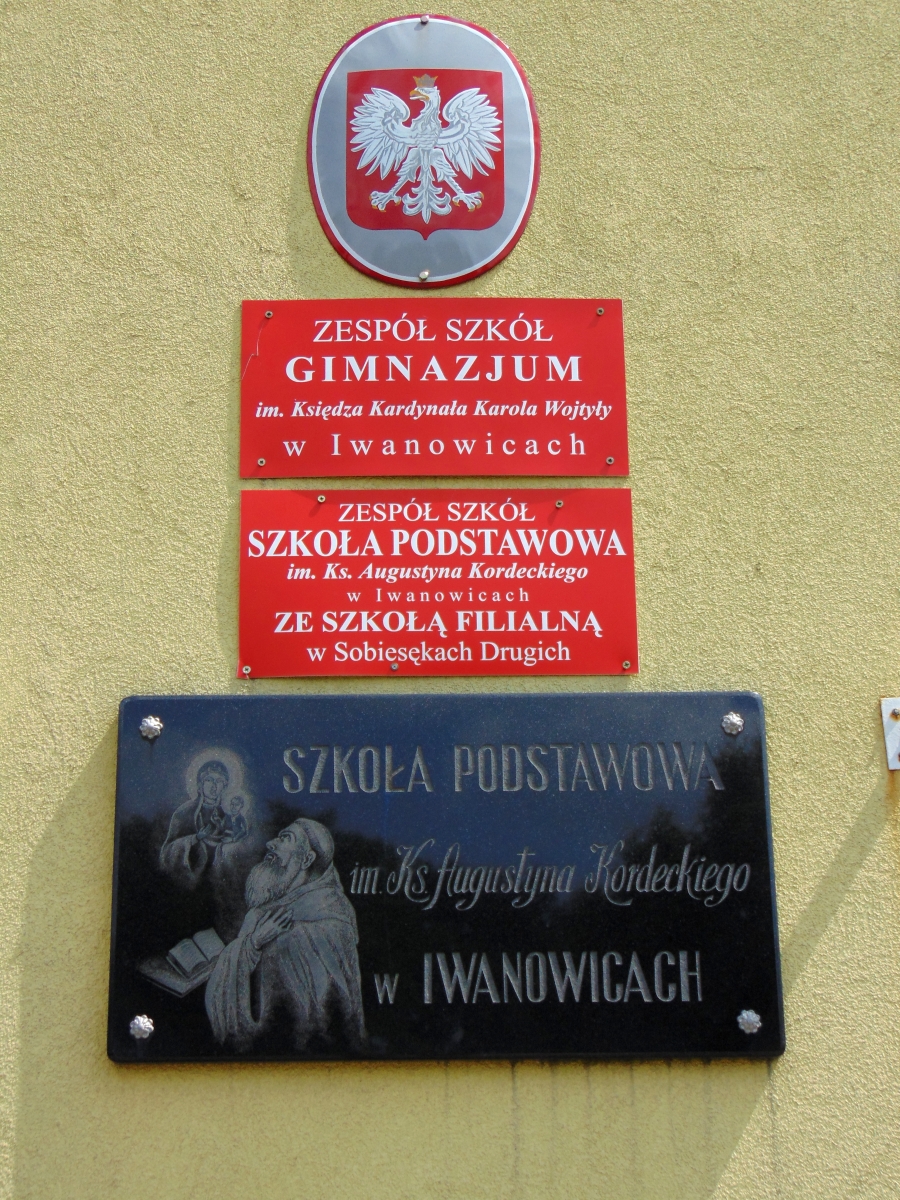 ZESPÓŁ SZKÓŁ
GIMNAZJUM
im. Księdza Kardynała Karola Wojtyły
w Iwanowicach
ZESPÓŁ SZKÓŁ
SZKOŁA PODSTAWOWA
im. Ks. Augustyna Kordeckiego
w Iwanowicach
ZE SZKOŁĄ FILIALNĄ
w Sobiesękach Drugich
SZKOŁA PODSTAWOWA
im. Ks. Augustyna Kordeckiego
w IWANOWICACH